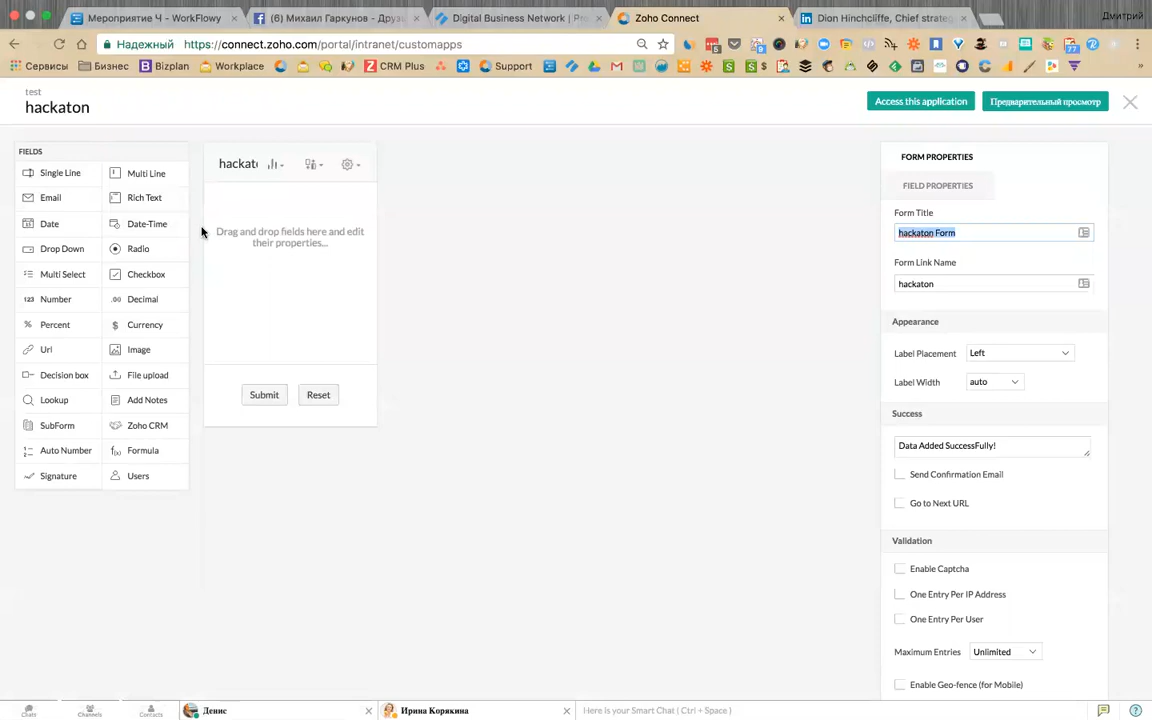 Мероприятие Ч - WorkFlowy
(6) Михаил Гаркунов - Друзь
Digital Business Network | Pro
Zoho Connect
Dion Hinchcliffe, Chief strateg
Дмитрий
Надежный
https://connect.zoho.com/portal/intranet/customapps
Сервисы
Бизнес
Bizplan
Workplace
CRM Plus
Support
test
hackaton
Access this application
Предварительный просмотр
FIELDS
Single Line
Multi Line
Email
Rich Text
Date
Date-Time
Drop Down
Radio
Multi Select
Checkbox
Number
Decimal
Percent
Currency
Url
Image
Decision box
File upload
Lookup
Add Notes
SubForm
Zoho CRM
Auto Number
Formula
Signature
Users
hackato
Drag and drop fields here and edit
their properties...
Submit
Reset
FORM PROPERTIES
FIELD PROPERTIES
Form Title
hackaton Form
Form Link Name
hackaton
Appearance
Label Placement
Left
Label Width
auto
Success
Data Added SuccessFully!
Send Confirmation Email
Go to Next URL
Validation
Enable Captcha
One Entry Per IP Address
One Entry Per User
Maximum Entries
Unlimited
Enable Geo-fence (for Mobile)
Chats
Channels
Contacts
Денис
Ирина Корякина
Here is your Smart Chat ( Ctrl + Space )